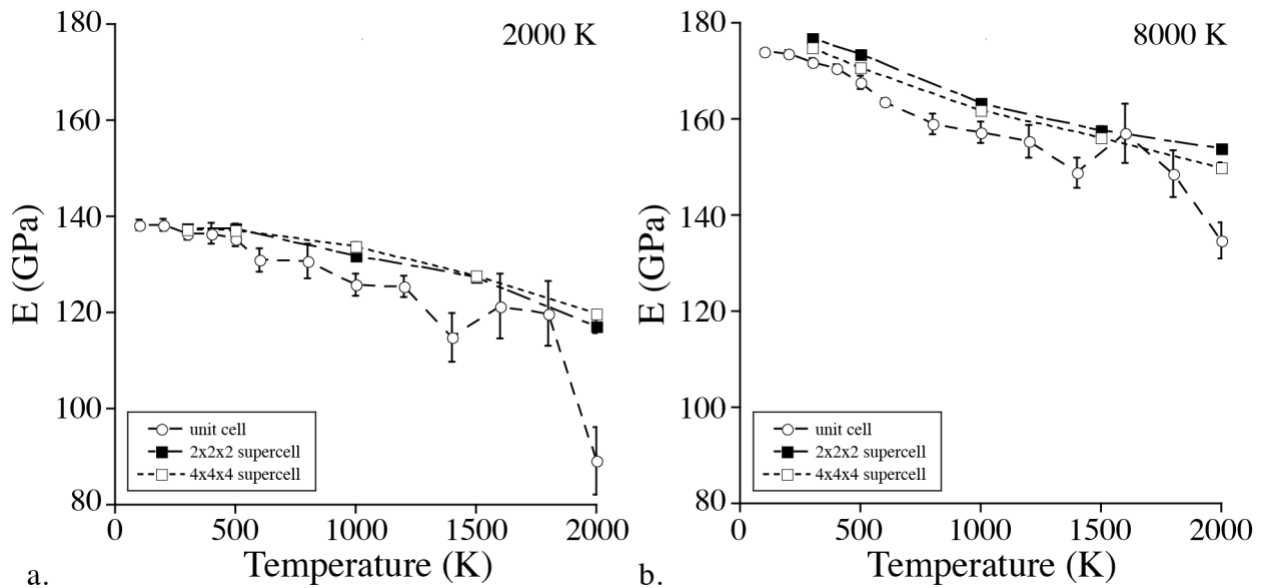 2000 K
180
160
140
120
100
80
E (GPa)
unit cell
2x2x2 supercell
4x4x4 supercell
0 500 1000 1500 2000
Temperature (K)
a.
8000 K
180
160
140
120
100
80
E (GPa)
unit cell
2x2x2 supercell
4x4x4 supercell
0 500 1000 1500 2000
Temperature (K)
b.